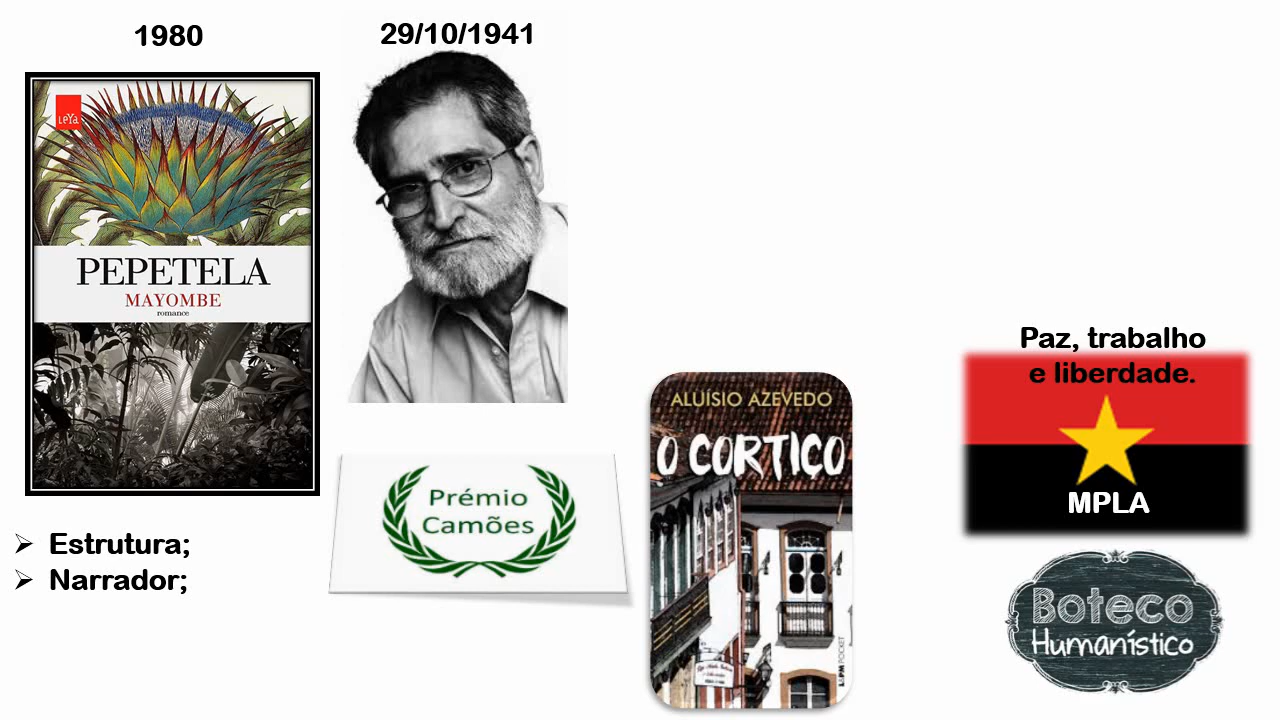 1980
29/10/1941
LeYa
PEPETELA
MAYOMBE
romance
Estrutura;
Narrador;
Prémio
Camões
ALUÍSIO AZEVEDO
O CORTIÇO
L&PM POCKET
Paz, trabalho
e liberdade.
MPLA
Boteco
Humanístico